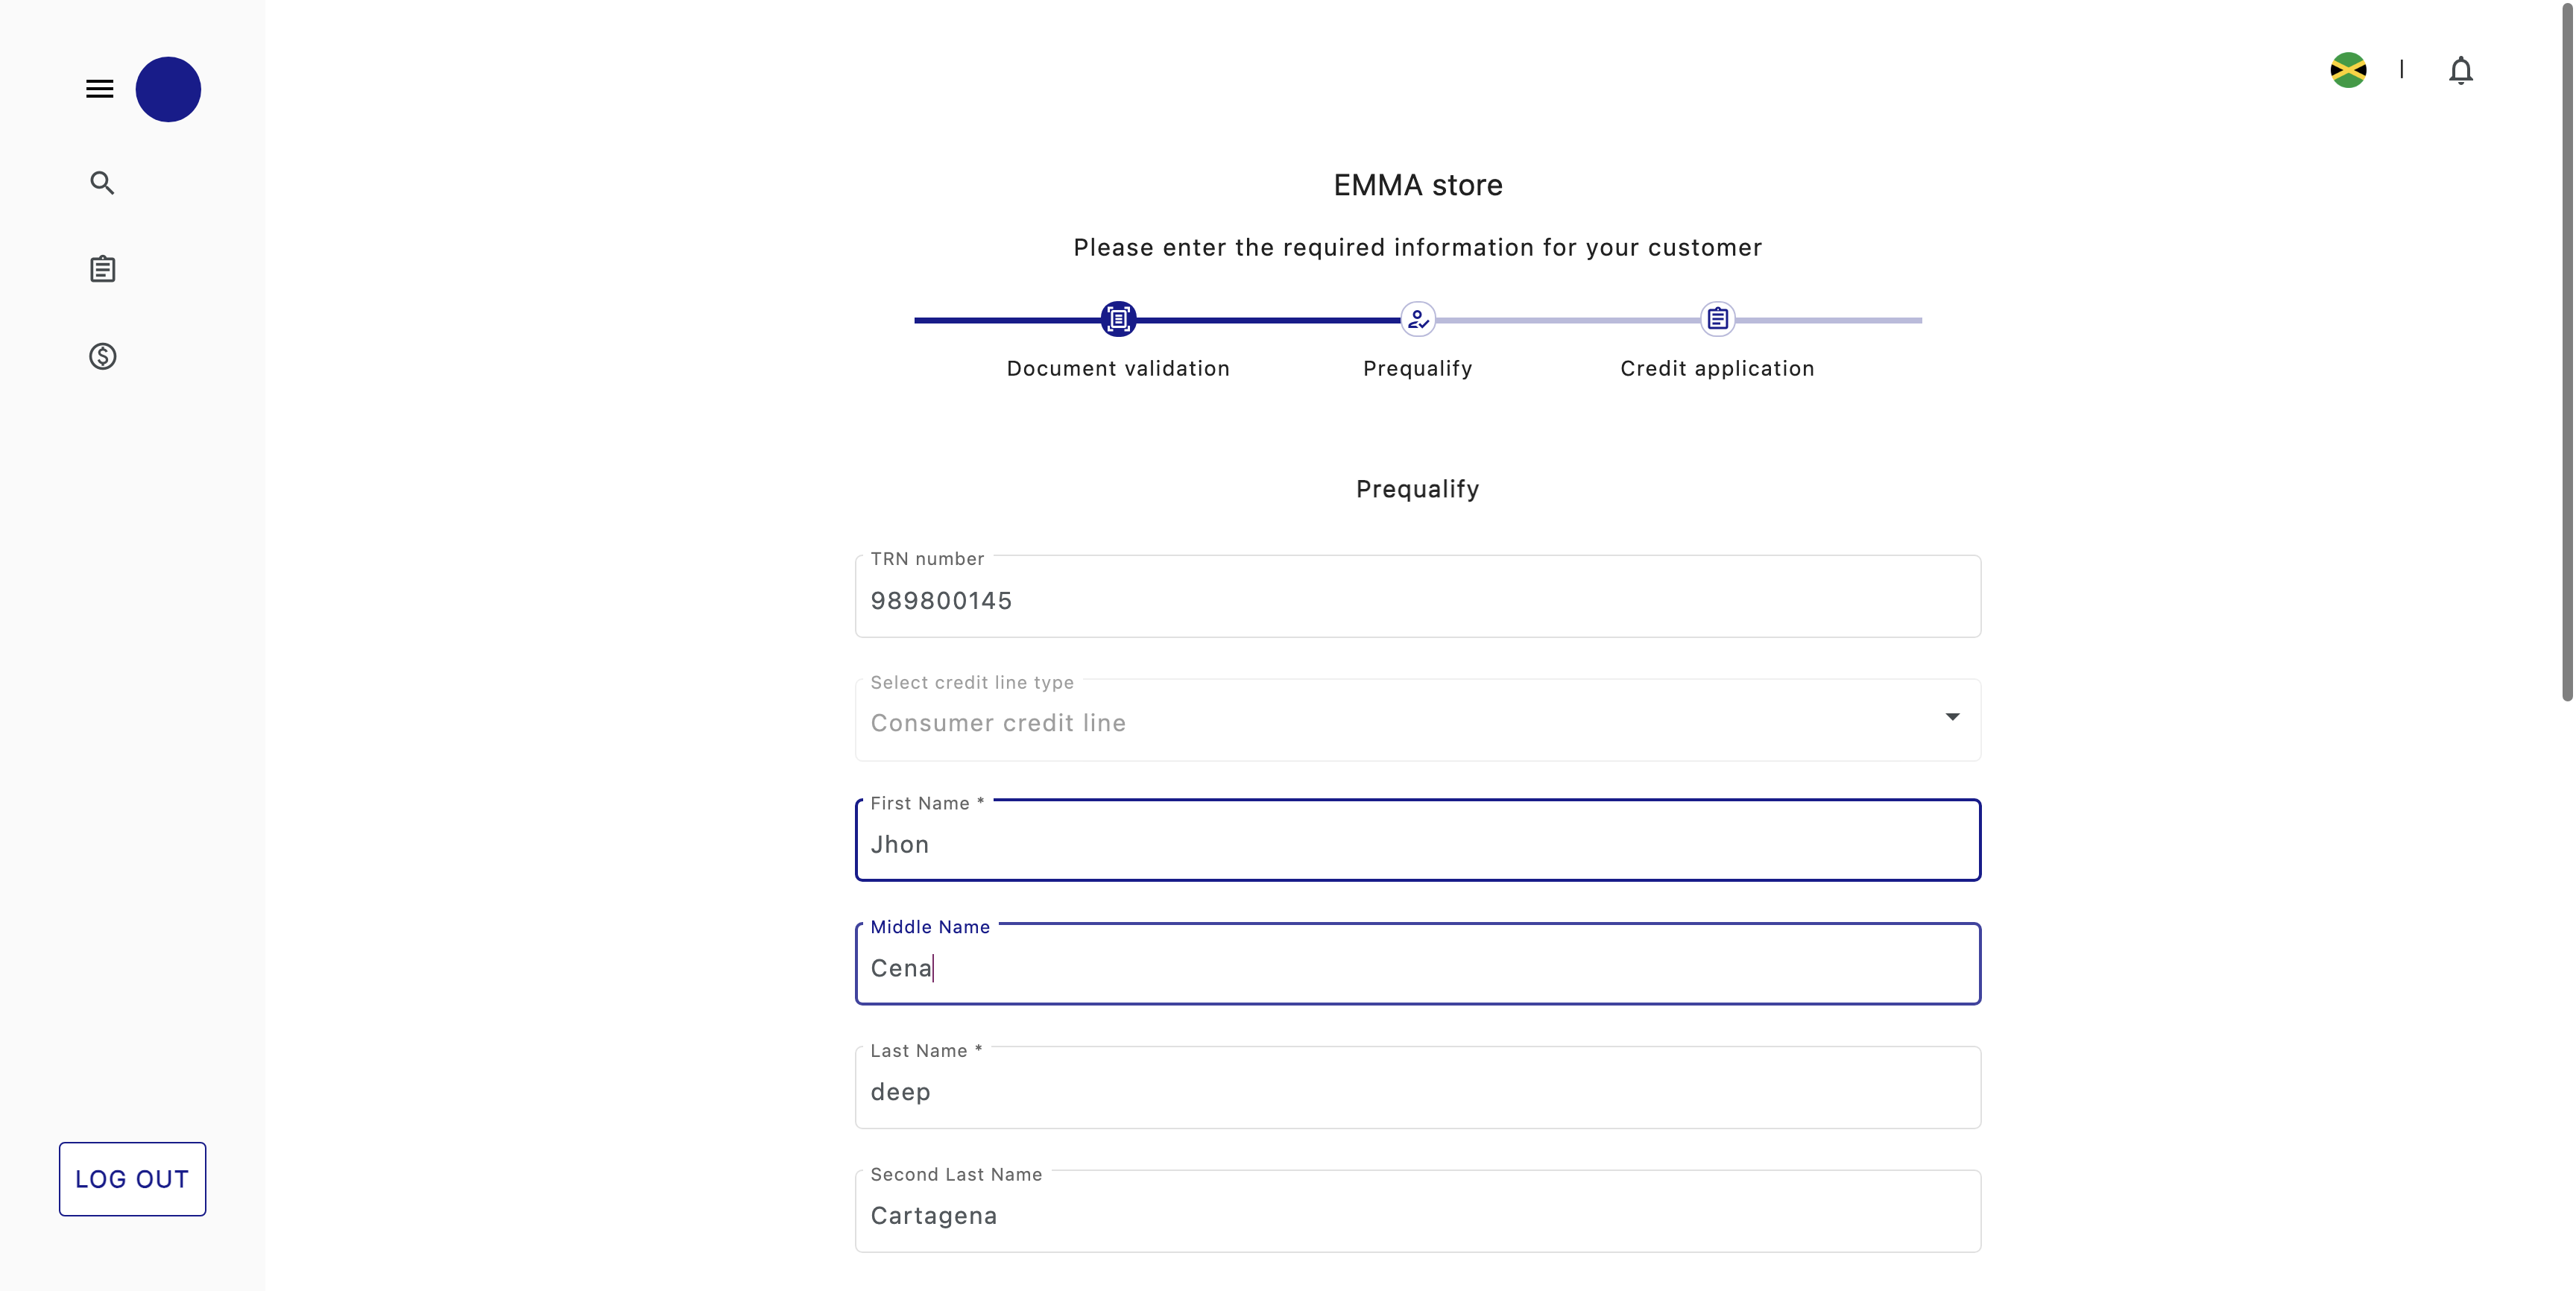 EMMA store
Please enter the required information for your customer
Document validation Prequalify Credit application
Prequalify
TRN number
989800145
Select credit line type
Consumer credit line
First Name *
Jhon
Middle Name
Cena
Last Name *
deep
Second Last Name
Cartagena
LOG OUT